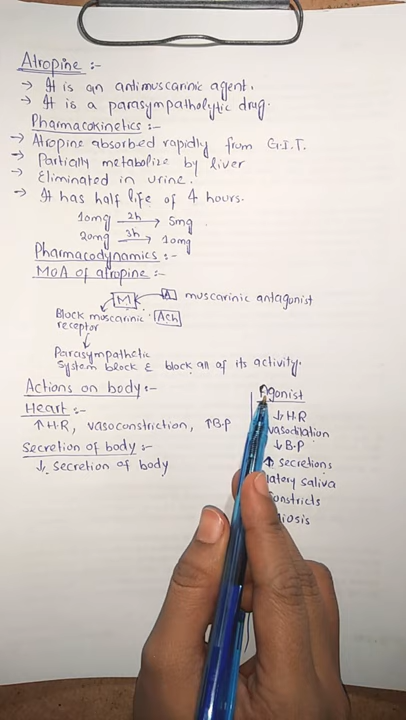 Atropine :-
→ It is an antimuscarinic agent.
→ It is a parasympatholytic drug.
Pharmacokinetics :-
→ Atropine absorbed rapidly from G.I.T.
→ Partially metabolize by liver
→ Eliminated in urine.
→ It has half life of 4 hours.
10mg 2h→ 5mg
20mg 3h→ 10mg
Pharmacodynamics :-
MOA of atropine :-
M A muscarinic antagonist
Block muscarinic Ach
receptor
Parasympathetic
System block & block all of its activity.
Actions on body :-
Heart :-
↑H.R, vasoconstriction, ↑B.P
Secretion of body :-
↓ secretion of body
Agonist
↓ H.R
vasodilation
↓ B.P
↑ secretions
saliva